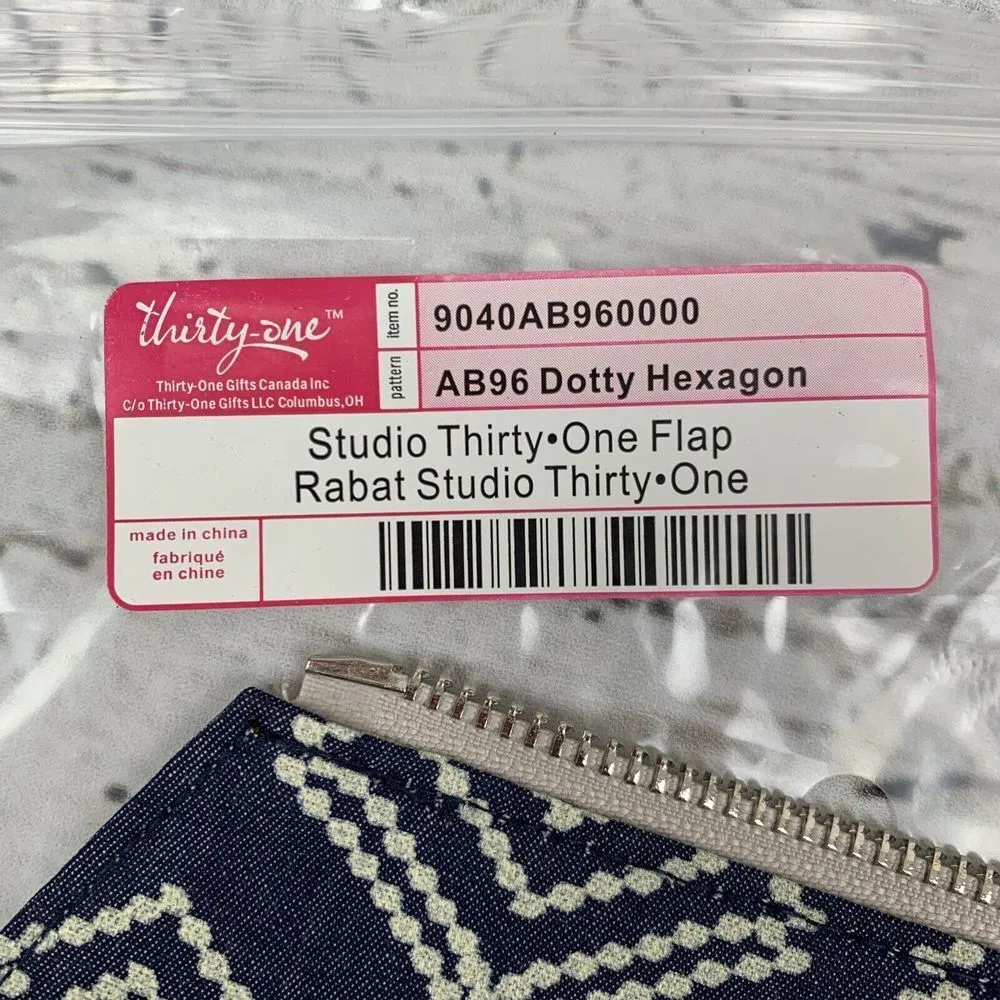 thirty-one™
Thirty-One Gifts Canada Inc
C/o Thirty-One Gifts LLC Columbus,OH
item no.
9040AB960000
pattern
AB96 Dotty Hexagon
Studio Thirty•One Flap
Rabat Studio Thirty•One
made in china
fabriqué
en chine